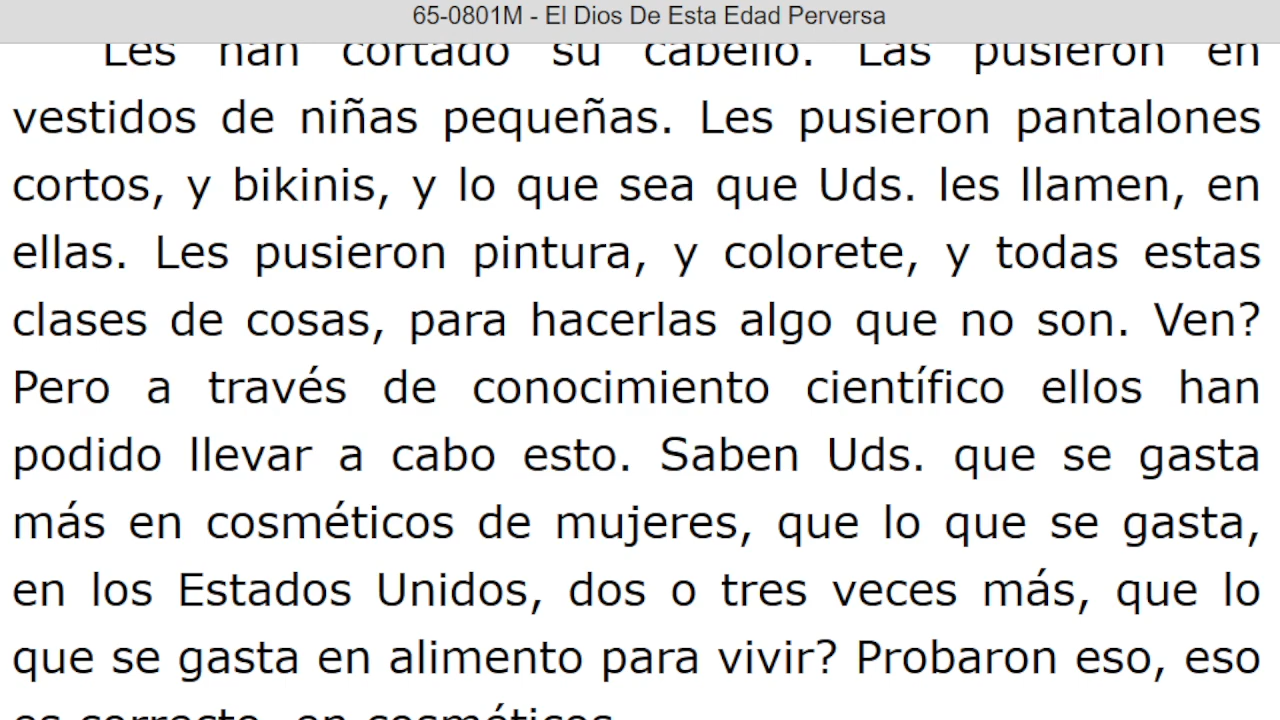 65-0801M - El Dios De Esta Edad Perversa
Les han cortado su cabello. Las pusieron en
vestidos de niñas pequeñas. Les pusieron pantalones
cortos, y bikinis, y lo que sea que Uds. les llamen, en
ellas. Les pusieron pintura, y colorete, y todas estas
clases de cosas, para hacerlas algo que no son. Ven?
Pero a través de conocimiento científico ellos han
podido llevar a cabo esto. Saben Uds. que se gasta
más en cosméticos de mujeres, que lo que se gasta,
en los Estados Unidos, dos o tres veces más, que lo
que se gasta en alimento para vivir? Probaron eso, eso
es correcto, en cosméticos.